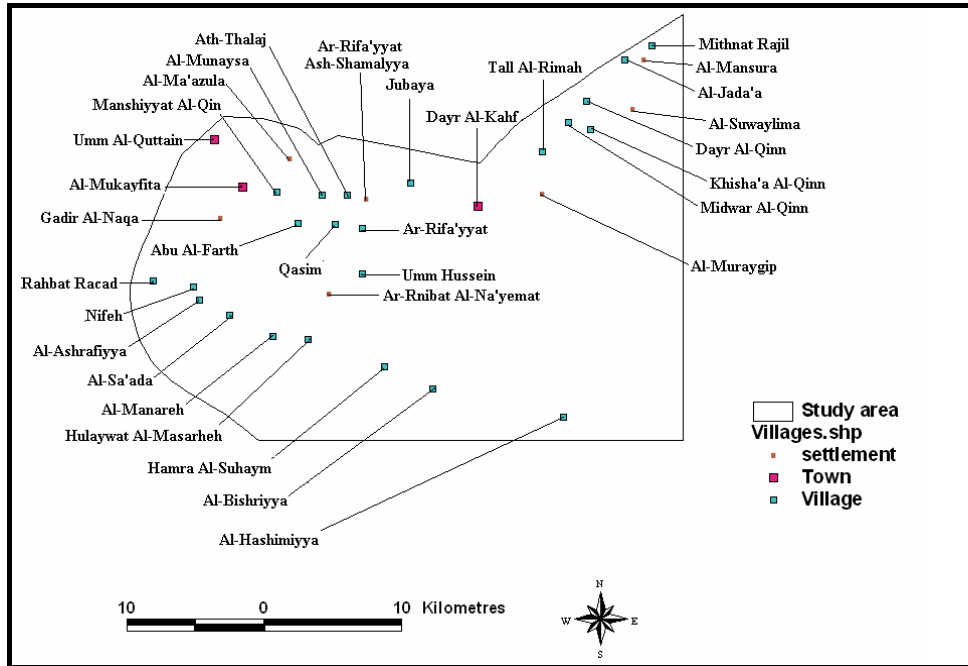 Ath-Thalaj
Al-Munaysa
Al-Ma'azula
Manshiyyat Al-Qin
Umm Al-Quttain
Al-Mukayfita
Gadir Al-Naqa
Abu Al-Farth
Qasim
Ar-Rifa'yyat
Ash-Shamalyya
Jubaya
Dayr Al-Kahf
Tall Al-Rimah
Mithnat Rajil
Al-Mansura
Al-Jada'a
Al-Suwaylima
Dayr Al-Qinn
Khisha'a Al-Qinn
Midwar Al-Qinn
Al-Muraygip
Ar-Rifa'yyat
Umm Hussein
Ar-Rnibat Al-Na'yemat
Rahbat Racad
Nifeh
Al-Ashrafiyya
Al-Sa'ada
Al-Manareh
Hulaywat Al-Masarheh
Hamra Al-Suhaym
Al-Bishriyya
Al-Hashimiyya
Study area
Villages.shp
settlement
Town
Village
10 0 10 Kilometres
N
W E
S